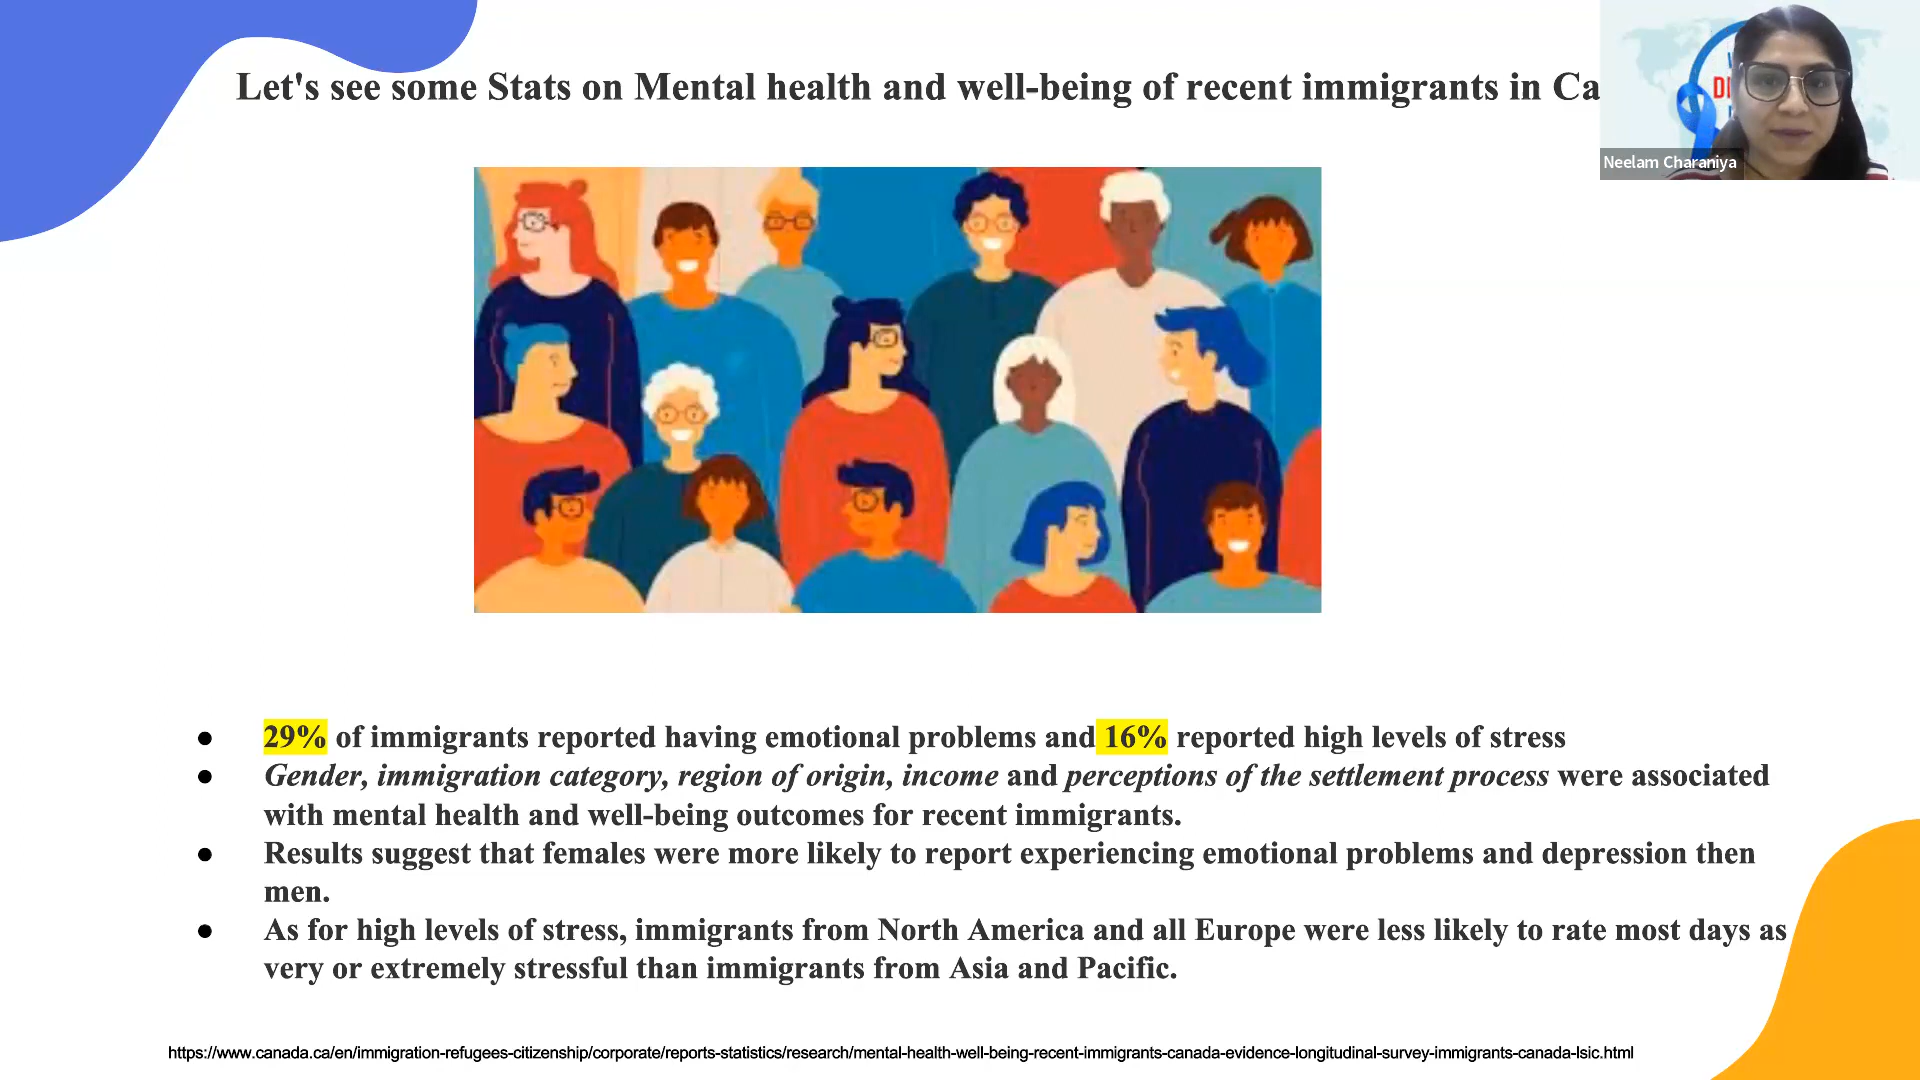 Let's see some Stats on Mental health and well-being of recent immigrants in Ca
Neelam Charaniya
29% of immigrants reported having emotional problems and 16% reported high levels of stress
Gender, immigration category, region of origin, income and perceptions of the settlement process were associated
with mental health and well-being outcomes for recent immigrants.
Results suggest that females were more likely to report experiencing emotional problems and depression then
men.
As for high levels of stress, immigrants from North America and all Europe were less likely to rate most days as
very or extremely stressful than immigrants from Asia and Pacific.
https://www.canada.ca/en/immigration-refugees-citizenship/corporate/reports-statistics/research/mental-health-well-being-recent-immigrants-canada-evidence-longitudinal-survey-immigrants-canada-lsic.html